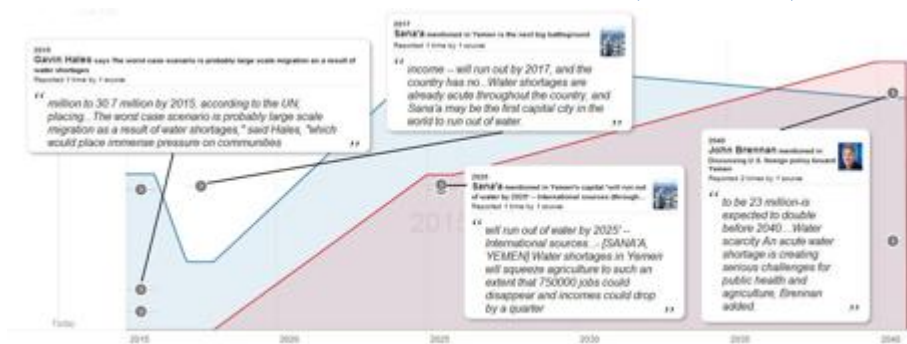 2015
Gavin Hales says The worst case scenario is probably large scale migration as a result of
water shortages
Reported 1 time by 1 source
“ million to 30.7 million by 2015, according to the UN,
placing...The worst case scenario is probably large scale
migration as a result of water shortages," said Hales, "which
would place immense pressure on communities ”
2017
Sana'a mentioned in Yemen is the next big battleground
Reported 1 time by 1 source
“ income -- will run out by 2017, and the
country has no...Water shortages are
already acute throughout the country, and
Sana'a may be the first capital city in the
world to run out of water. ”
2025
Sana'a mentioned in Yemen's capital 'will run out
of water by 2025' – International sources (through...
Reported 1 time by 1 source
“ will run out of water by 2025' –
International sources...- [SANA'A,
YEMEN] Water shortages in Yemen
will squeeze agriculture to such an
extent that 750000 jobs could
disappear and incomes could drop
by a quarter ”
2040
John Brennan mentioned in
Discussing U.S. foreign policy toward
Yemen
Reported 2 times by 1 source
“ to be 23 million-is
expected to double
before 2040...Water
scarcity An acute water
shortage is creating
serious challenges for
public health and
agriculture, Brennan
added. ”
2015
Today
2015 2020 2025 2030 2035 2040